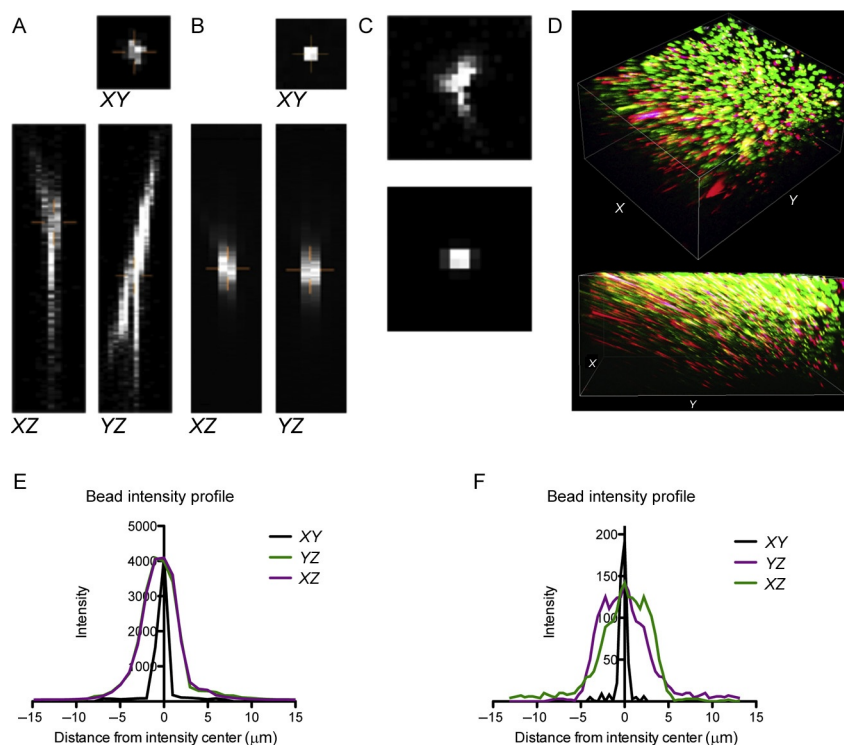 A
B
C
D
XY
XY
XZ
YZ
XZ
YZ
X
Y
X
Y
E
Bead intensity profile
5000
4000
3000
2000
1000
Intensity
XY
YZ
XZ
–15
–10
–5
0
5
10
15
Distance from intensity center (μm)
F
Bead intensity profile
200
150
100
50
Intensity
XY
YZ
XZ
–15
–10
–5
0
5
10
15
Distance from intensity center (μm)